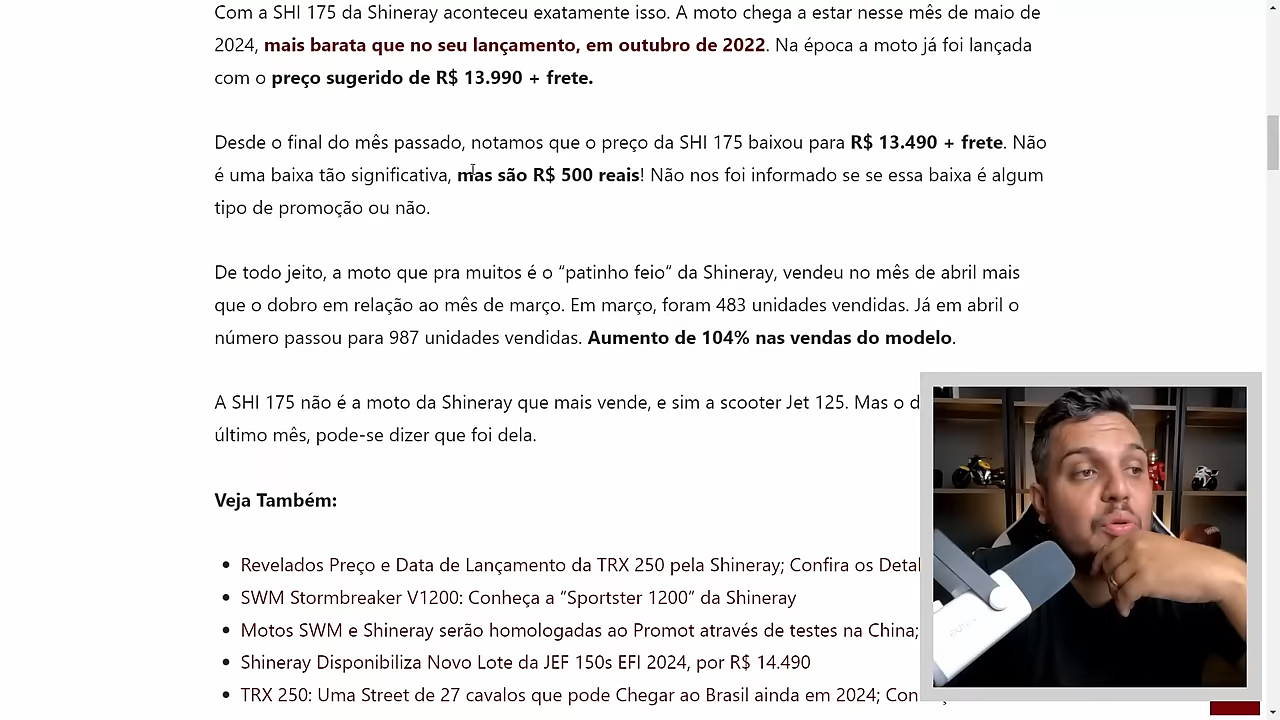 Com a SHI 175 da Shineray aconteceu exatamente isso. A moto chega a estar nesse mês de maio de
2024, mais barata que no seu lançamento, em outubro de 2022. Na época a moto já foi lançada
com o preço sugerido de R$ 13.990 + frete.
Desde o final do mês passado, notamos que o preço da SHI 175 baixou para R$ 13.490 + frete. Não
é uma baixa tão significativa, mas são R$ 500 reais! Não nos foi informado se se essa baixa é algum
tipo de promoção ou não.
De todo jeito, a moto que pra muitos é o “patinho feio” da Shineray, vendeu no mês de abril mais
que o dobro em relação ao mês de março. Em março, foram 483 unidades vendidas. Já em abril o
número passou para 987 unidades vendidas. Aumento de 104% nas vendas do modelo.
A SHI 175 não é a moto da Shineray que mais vende, e sim a scooter Jet 125. Mas o d
último mês, pode-se dizer que foi dela.
Veja Também:
Revelados Preço e Data de Lançamento da TRX 250 pela Shineray; Confira os Detal
SWM Stormbreaker V1200: Conheça a “Sportster 1200” da Shineray
Motos SWM e Shineray serão homologadas ao Promot através de testes na China;
Shineray Disponibiliza Novo Lote da JEF 150s EFI 2024, por R$ 14.490
TRX 250: Uma Street de 27 cavalos que pode Chegar ao Brasil ainda em 2024; Con